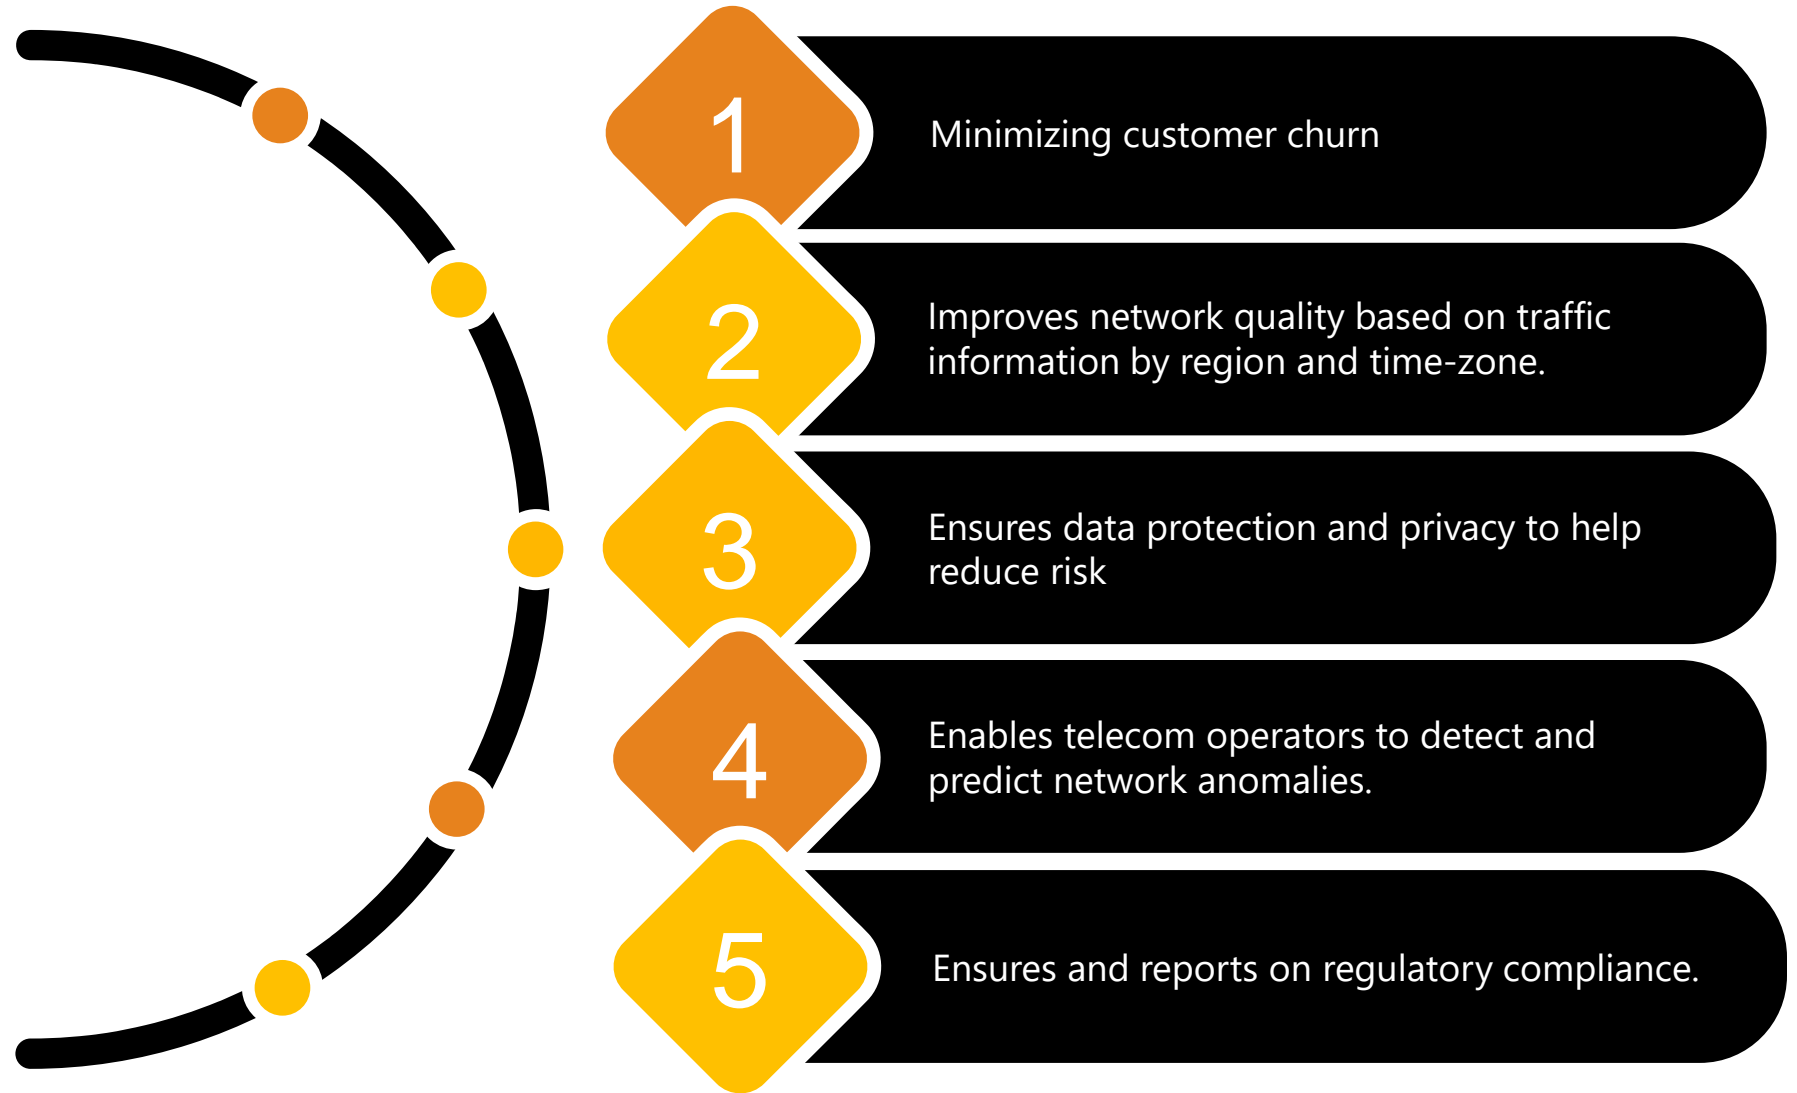 1
Minimizing customer churn
2
Improves network quality based on traffic
information by region and time-zone.
3
Ensures data protection and privacy to help
reduce risk
4
Enables telecom operators to detect and
predict network anomalies.
5
Ensures and reports on regulatory compliance.